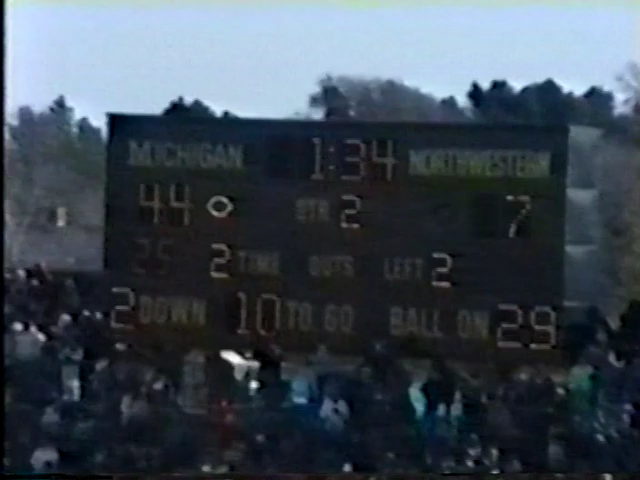 MICHIGAN 1:34 NORTHWESTERN
44 QTR 2 7
25 2 TIME OUTS LEFT 2
2 DOWN 10 TO GO BALL ON 29